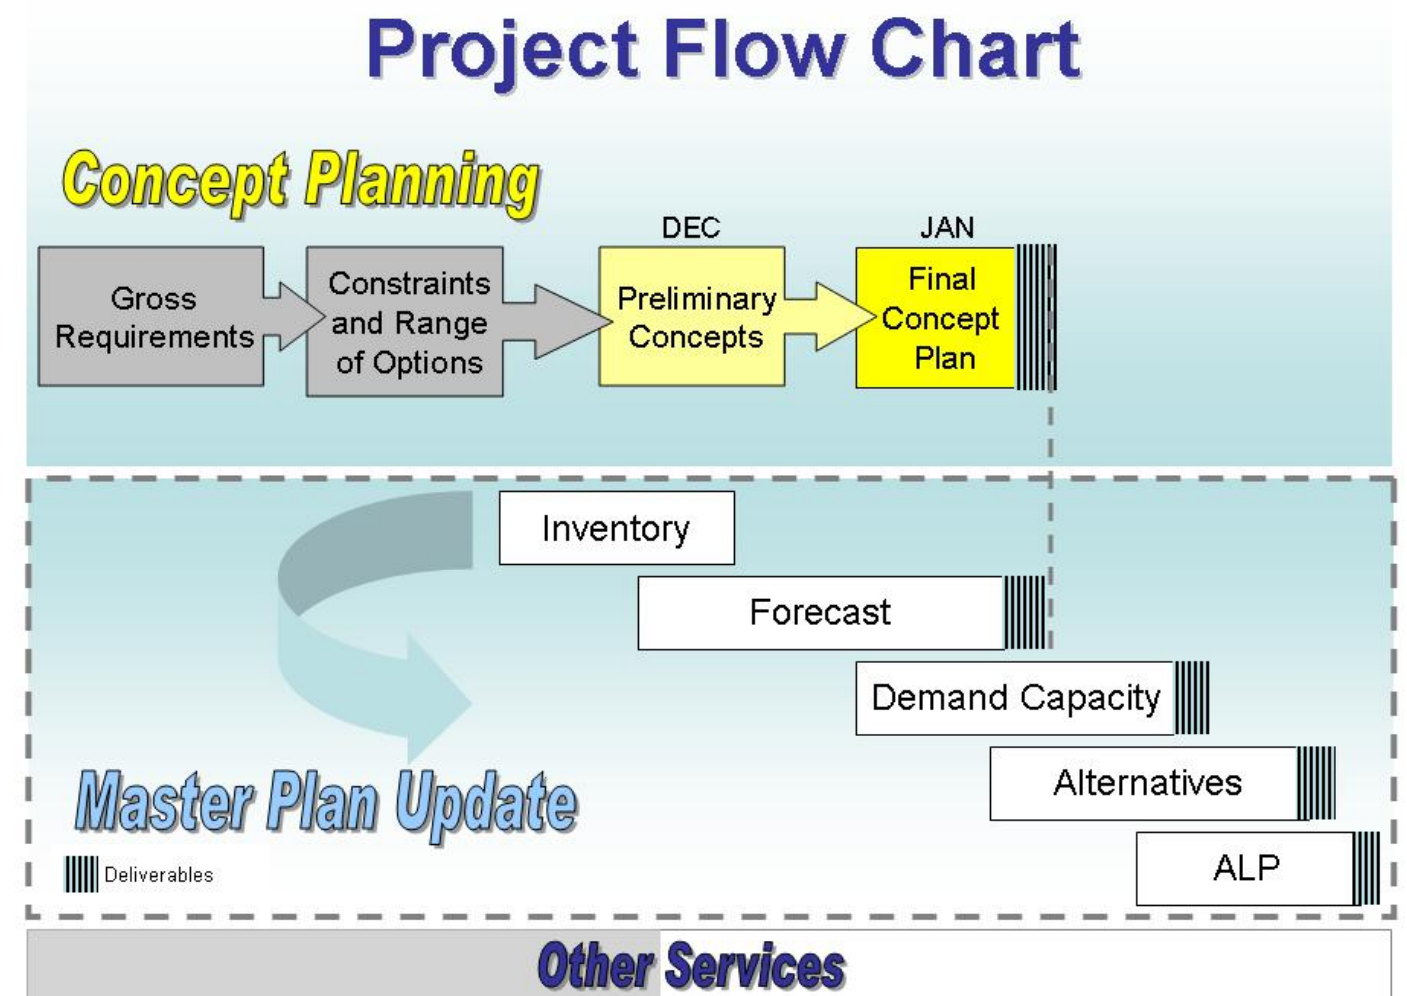 Project Flow Chart
Concept Planning
DEC
JAN
Gross
Requirements
Constraints
and Range
of Options
Preliminary
Concepts
Final
Concept
Plan
Inventory
Forecast
Demand Capacity
Alternatives
Master Plan Update
Deliverables
ALP
Other Services